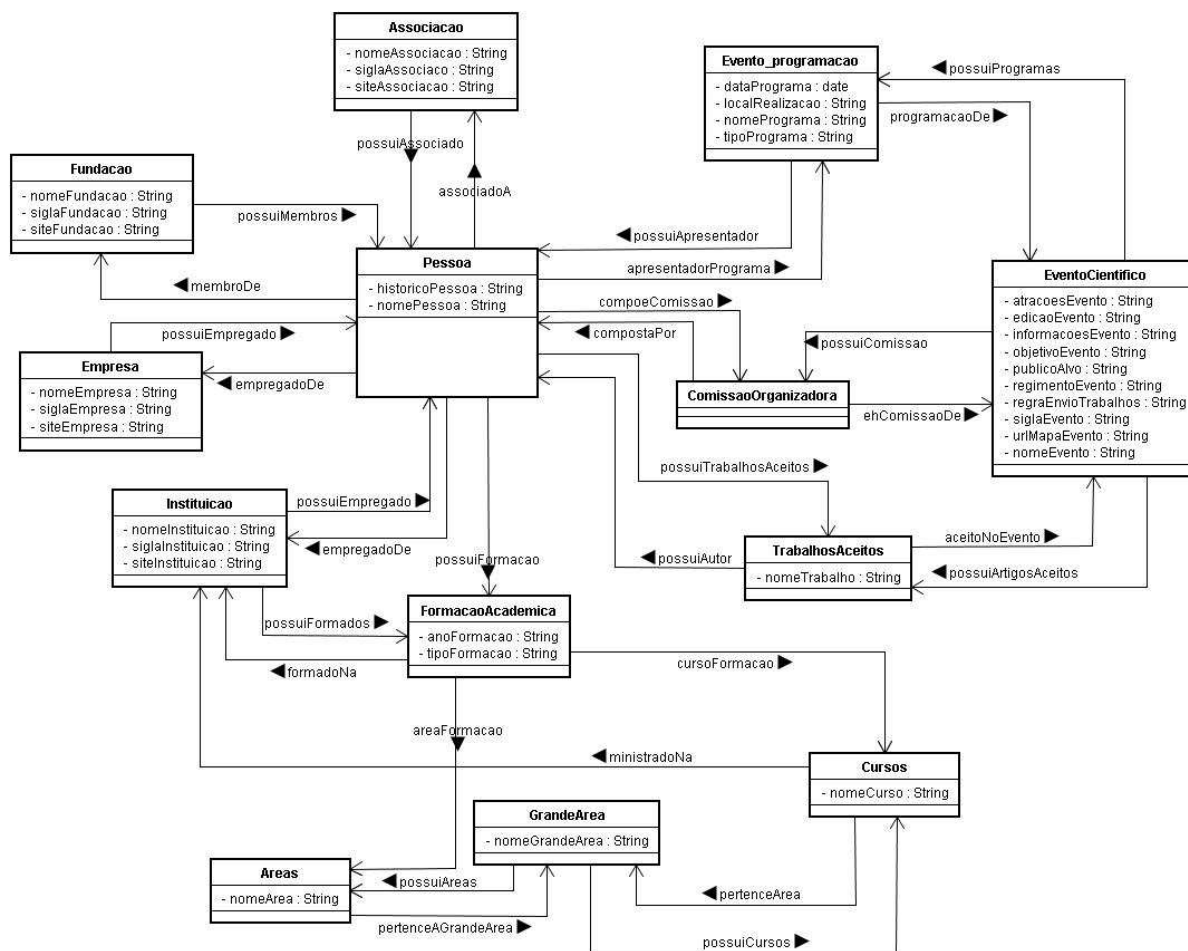 Associacao
- nomeAssociacao : String
- siglaAssociaco : String
- siteAssociacao : String
Evento_programacao
- dataPrograma : date
- localRealizacao : String
- nomePrograma : String
- tipoPrograma : String
possuiProgramas
programacaoDe
possuiAssociado
associadoA
Fundacao
- nomeFundacao : String
- siglaFundacao : String
- siteFundacao : String
possuiMembros
membroDe
possuiApresentador
apresentadorPrograma
Pessoa
- historicoPessoa : String
- nomePessoa : String
EventoCientifico
- atracoesEvento : String
- edicaoEvento : String
- informacoesEvento : String
- objetivoEvento : String
- publicoAlvo : String
- regimentoEvento : String
- regraEnvioTrabalhos : String
- siglaEvento : String
- urlMapaEvento : String
- nomeEvento : String
compoeComissao
compostaPor
possuiComissao
possuiEmpregado
Empresa
- nomeEmpresa : String
- siglaEmpresa : String
- siteEmpresa : String
empregadoDe
ComissaoOrganizadora
ehComissaoDe
possuiTrabalhosAceitos
Instituicao
- nomeInstituicao : String
- siglaInstituicao : String
- siteInstituicao : String
possuiEmpregado
empregadoDe
possuiFormacao
possuiAutor
TrabalhosAceitos
- nomeTrabalho : String
aceitoNoEvento
possuiArtigosAceitos
possuiFormados
formadoNa
FormacaoAcademica
- anoFormacao : String
- tipoFormacao : String
cursoFormacao
areaFormacao
ministradoNa
Cursos
- nomeCurso : String
GrandeArea
- nomeGrandeArea : String
Areas
- nomeArea : String
possuiAreas
pertenceAGrandeArea
pertenceArea
possuiCursos